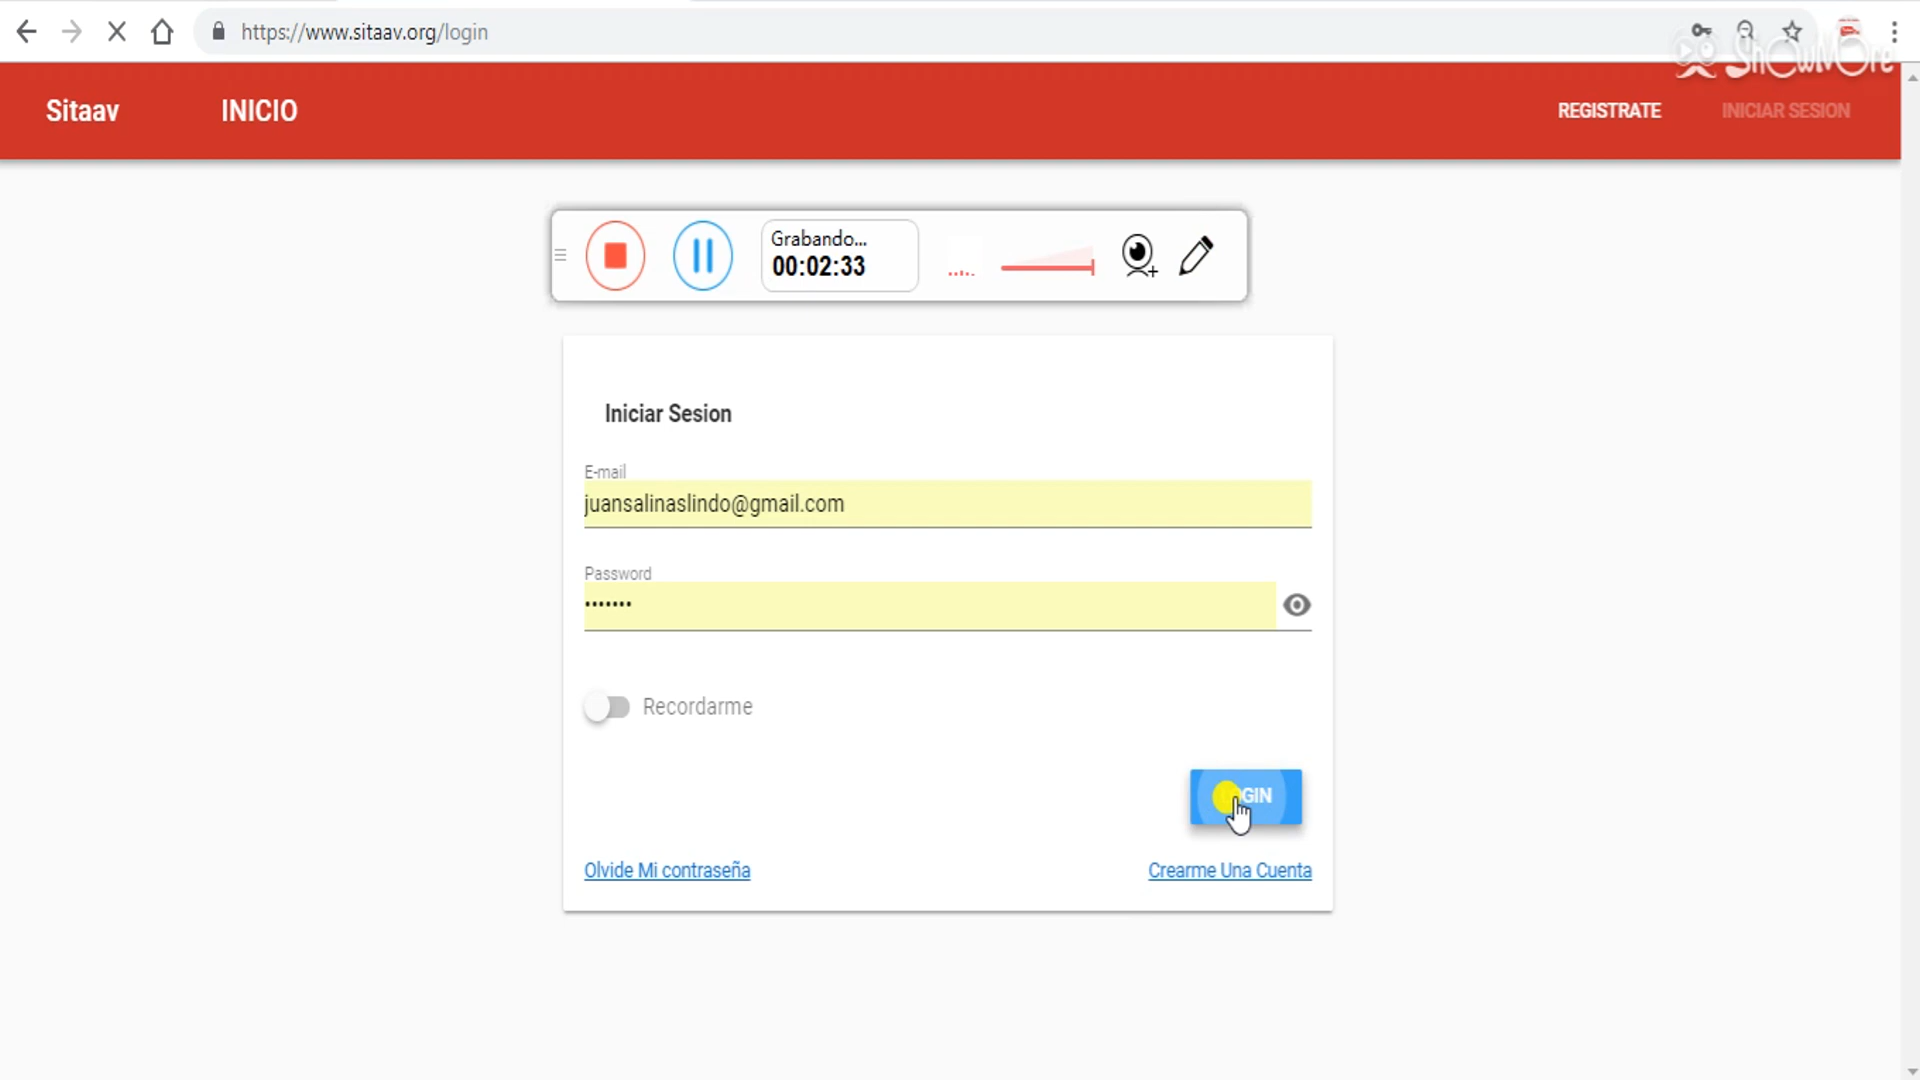 https://www.sitaav.org/login
ShowMore
Sitaav INICIO REGISTRATE INICIAR SESION
Grabando...
00:02:33
Iniciar Sesion
E-mail
juansalinaslindo@gmail.com
Password
•••••••
Recordarme
Olvide Mi contraseña Crearme Una Cuenta